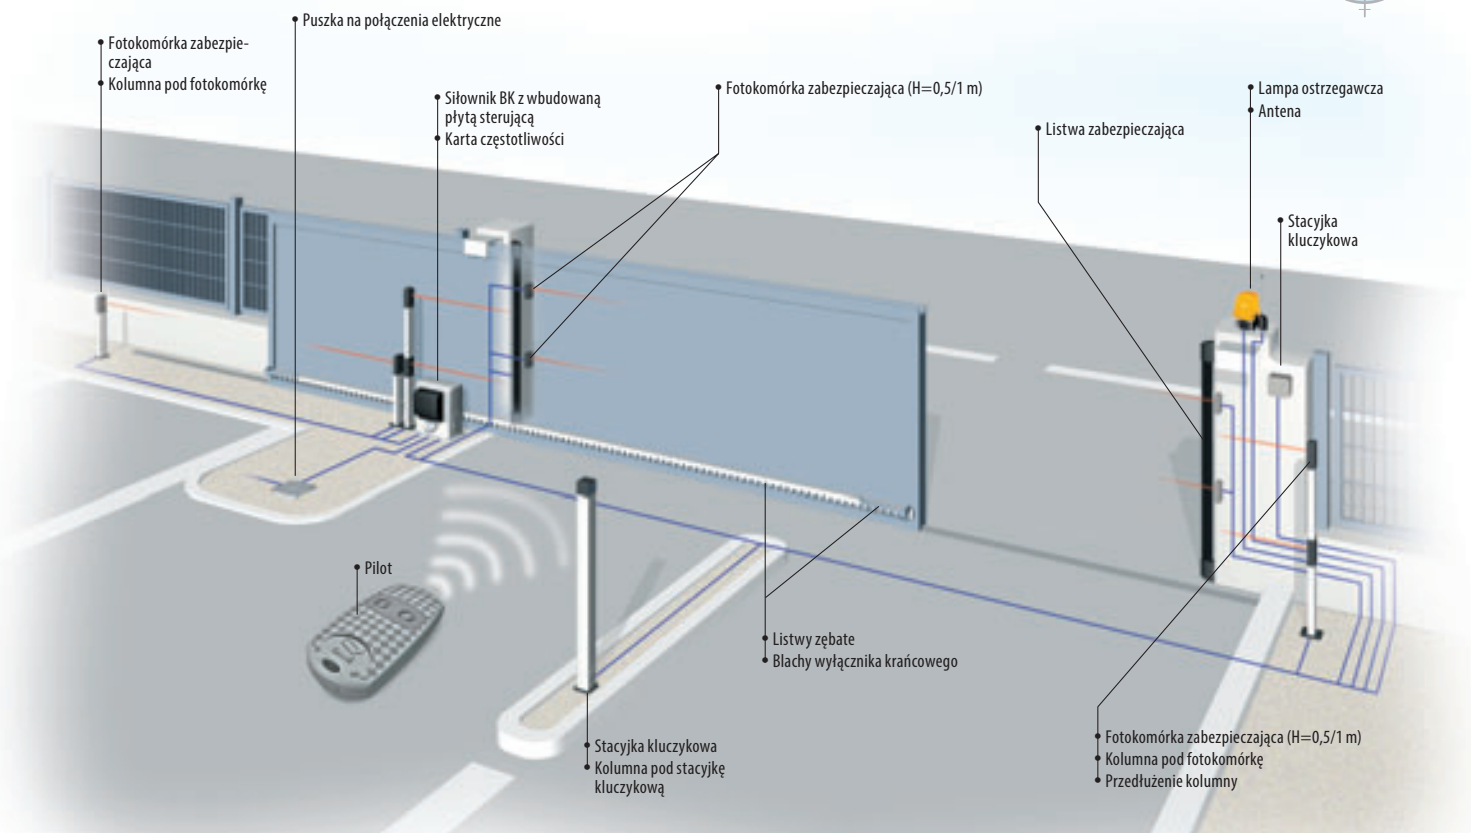 Puszka na połączenia elektryczne
Fotokomórka zabezpie-
czająca
Kolumna pod fotokomórkę
Siłownik BK z wbudowaną
płytą sterującą
Karta częstotliwości
Fotokomórka zabezpieczająca (H=0,5/1 m)
Listwa zabezpieczająca
Lampa ostrzegawcza
Antena
Stacyjka
kluczykowa
Pilot
Listwy zębate
Blachy wyłącznika krańcowego
Stacyjka kluczykowa
Kolumna pod stacyjkę
kluczykową
Fotokomórka zabezpieczająca (H=0,5/1 m)
Kolumna pod fotokomórkę
Przedłużenie kolumny